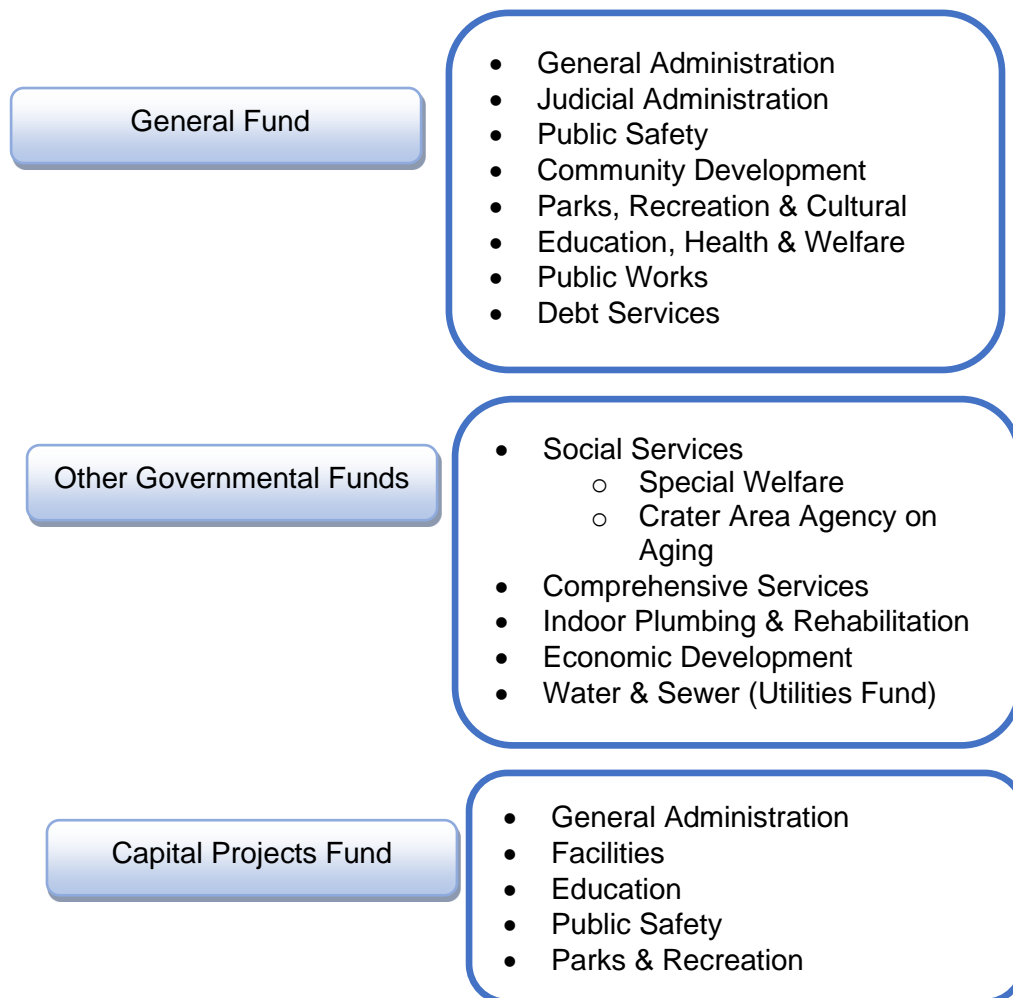 General Fund
• General Administration
• Judicial Administration
• Public Safety
• Community Development
• Parks, Recreation & Cultural
• Education, Health & Welfare
• Public Works
• Debt Services
Other Governmental Funds
• Social Services
o Special Welfare
o Crater Area Agency on
Aging
• Comprehensive Services
• Indoor Plumbing & Rehabilitation
• Economic Development
• Water & Sewer (Utilities Fund)
Capital Projects Fund
• General Administration
• Facilities
• Education
• Public Safety
• Parks & Recreation